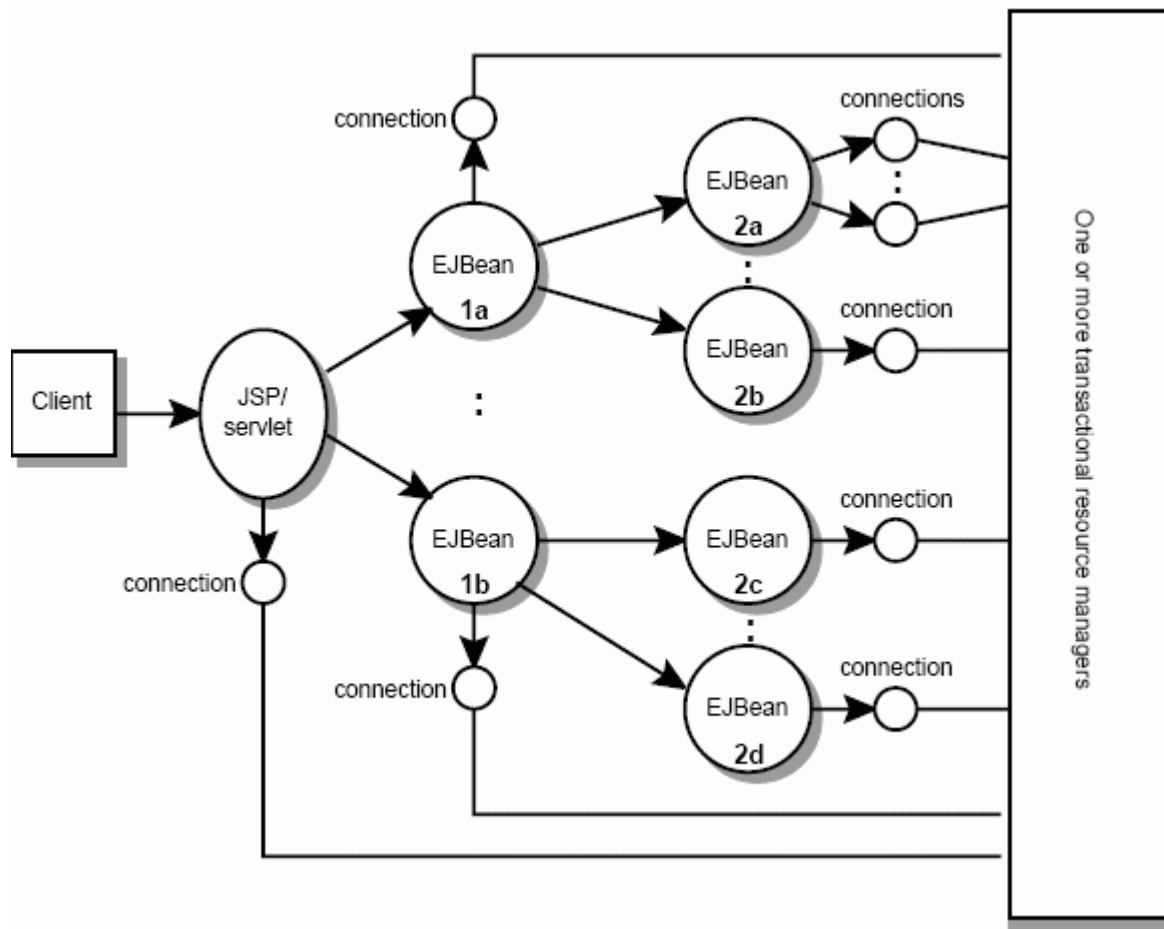 connections
connection
EJBean
2a
EJBean
1a
connection
EJBean
2b
Client
JSP/
servlet
One or more transactional resource managers
connection
EJBean
1b
EJBean
2c
connection
connection
connection
EJBean
2d